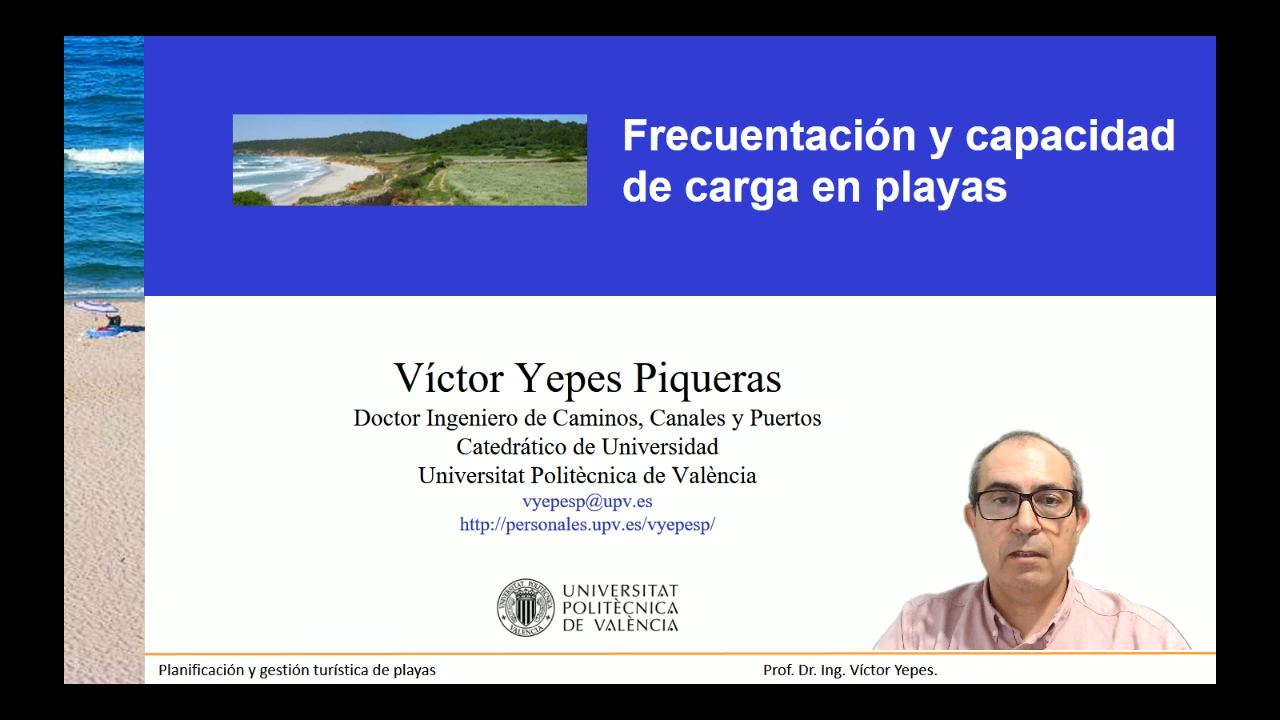 Frecuentación y capacidad
de carga en playas
Víctor Yepes Piqueras
Doctor Ingeniero de Caminos, Canales y Puertos
Catedrático de Universidad
Universitat Politècnica de València
vyepesp@upv.es
http://personales.upv.es/vyepesp/
UNIVERSITAT
POLITÈCNICA
DE VALÈNCIA
Planificación y gestión turística de playas
Prof. Dr. Ing. Víctor Yepes.